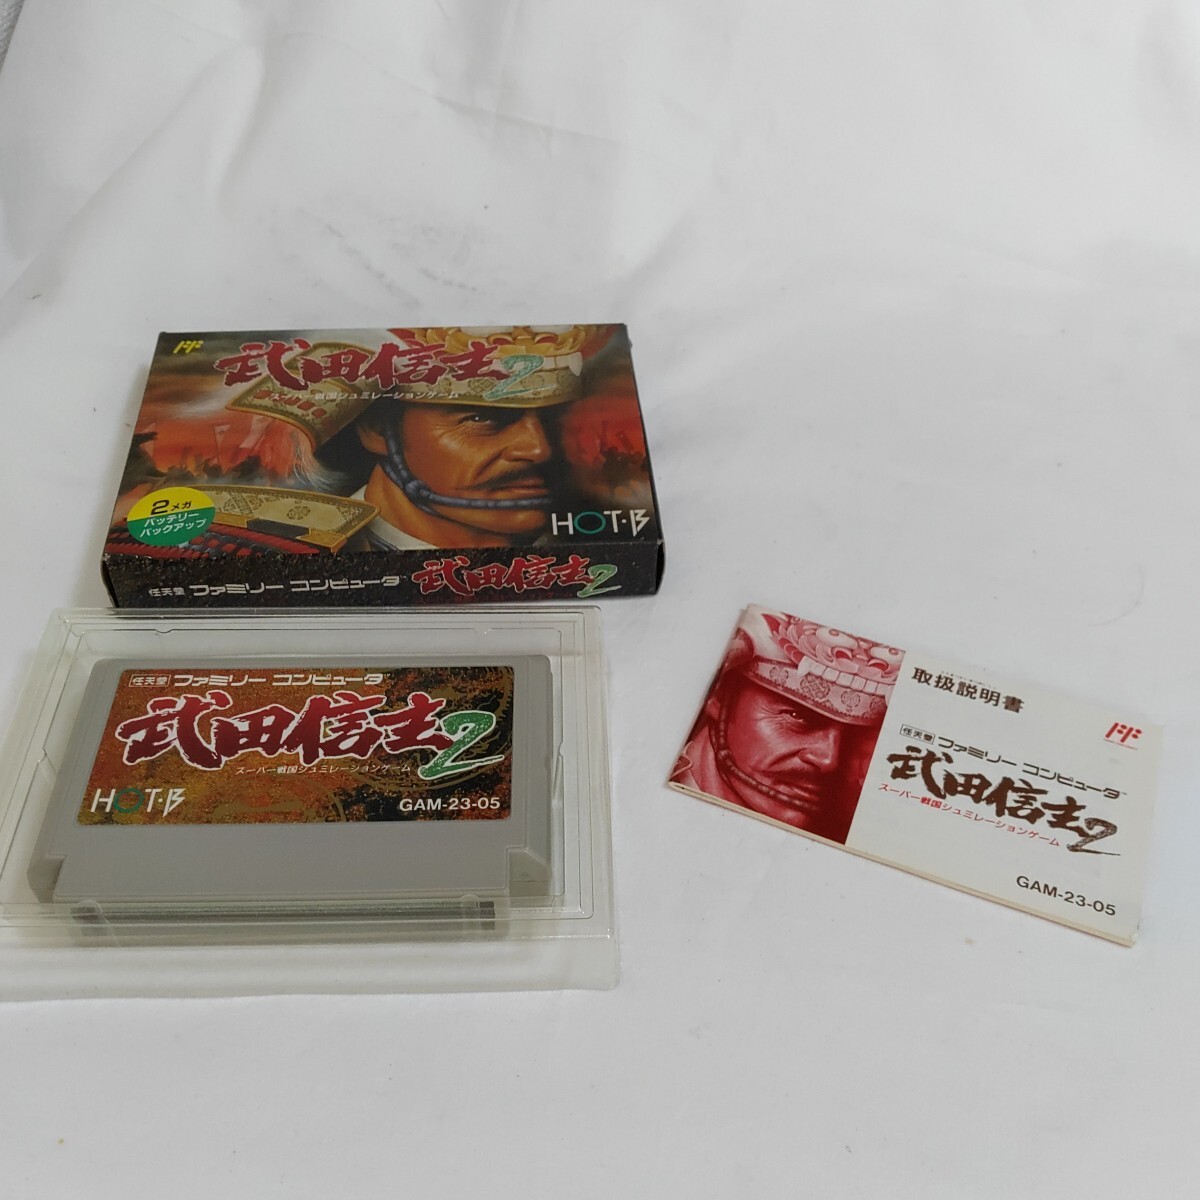 武田信玄2
スーパー戦国シュミレーションゲーム
2メガ
バッテリー
バックアップ
HOT・B
任天堂 ファミリー コンピュータ™ 武田信玄2
任天堂 ファミリー コンピュータ™
武田信玄2
スーパー戦国シュミレーションゲーム
HOT・B
GAM-23-05
取扱説明書
任天堂 ファミリー コンピュータ™
武田信玄2
スーパー戦国シュミレーションゲーム
GAM-23-05